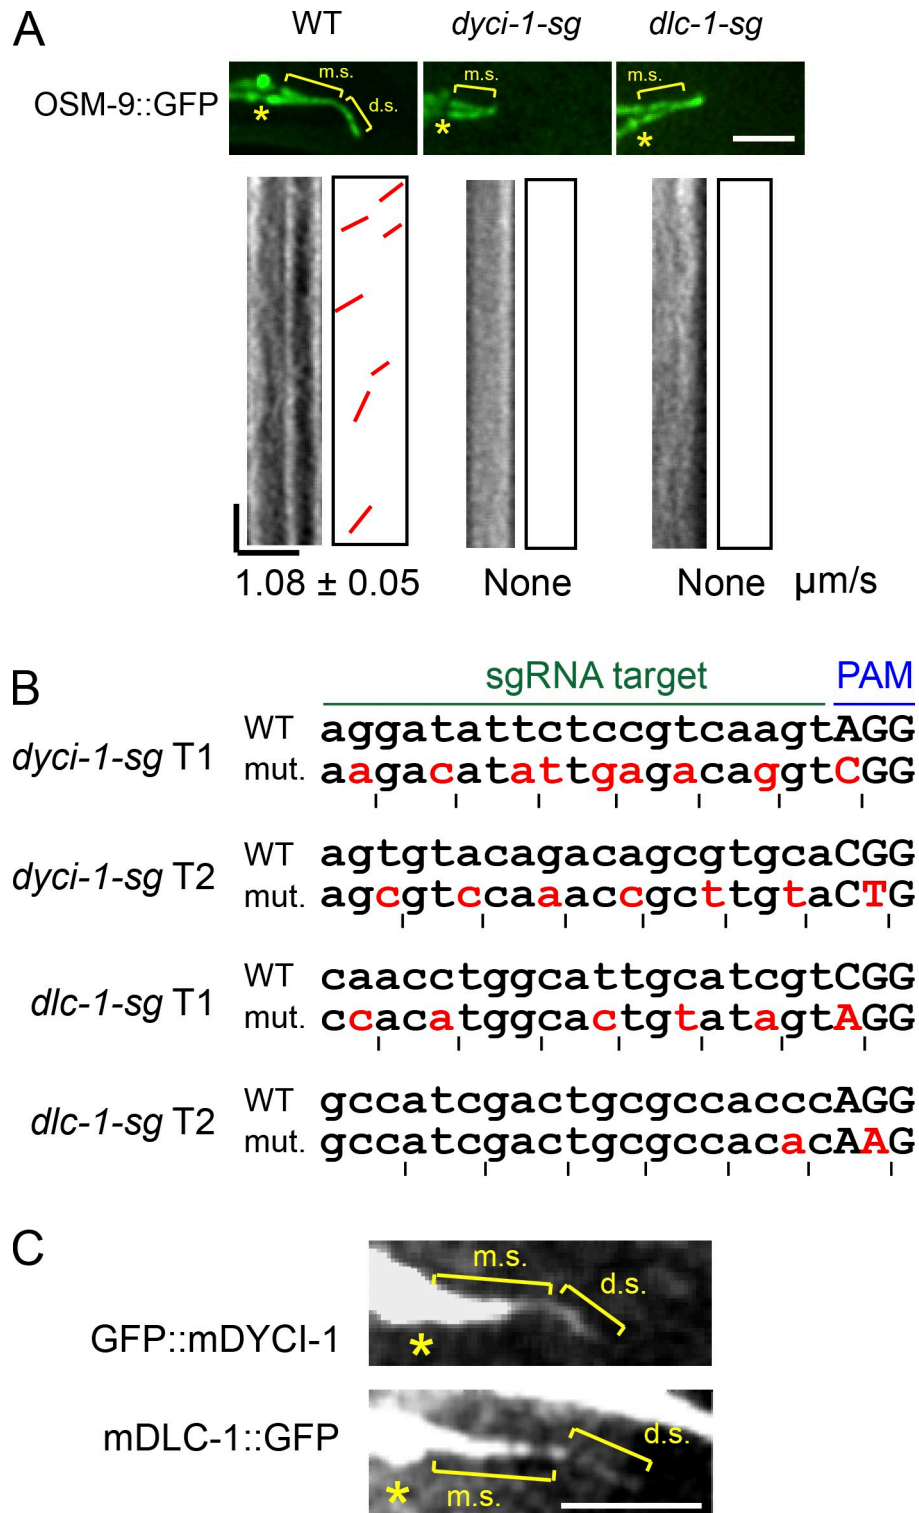 A
WT dyci-1-sg dlc-1-sg
OSM-9::GFP
m.s. d.s. * m.s. * m.s. *
1.08 ± 0.05 None None µm/s
B
sgRNA target PAM
dyci-1-sg T1
WT aggatattctccgtcaagtAGG
mut. aagacatattgagacaggtCGG
dyci-1-sg T2
WT agtgtacagacagcgtgcaCGG
mut. agcgtccaaaccgcttgtaCTG
dlc-1-sg T1
WT caacctggcattgcatcgtCGG
mut. ccacatggcactgtatagtAGG
dlc-1-sg T2
WT gccatcgactgcgccacccAGG
mut. gccatcgactgcgccacacAAG
C
GFP::mDYCI-1
m.s. d.s. *
mDLC-1::GFP
d.s. m.s. *